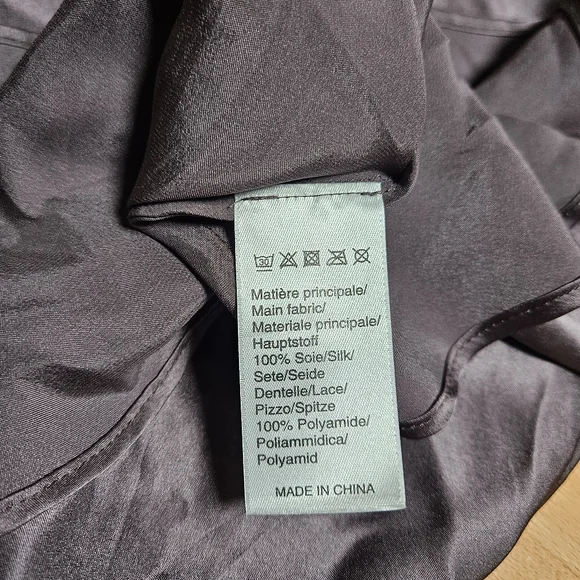 30
Matière principale/
Main fabric/
Materiale principale/
Hauptstoff
100% Soie/Silk/
Sete/Seide
Dentelle/Lace/
Pizzo/Spitze
100% Polyamide/
Poliammidica/
Polyamid
MADE IN CHINA